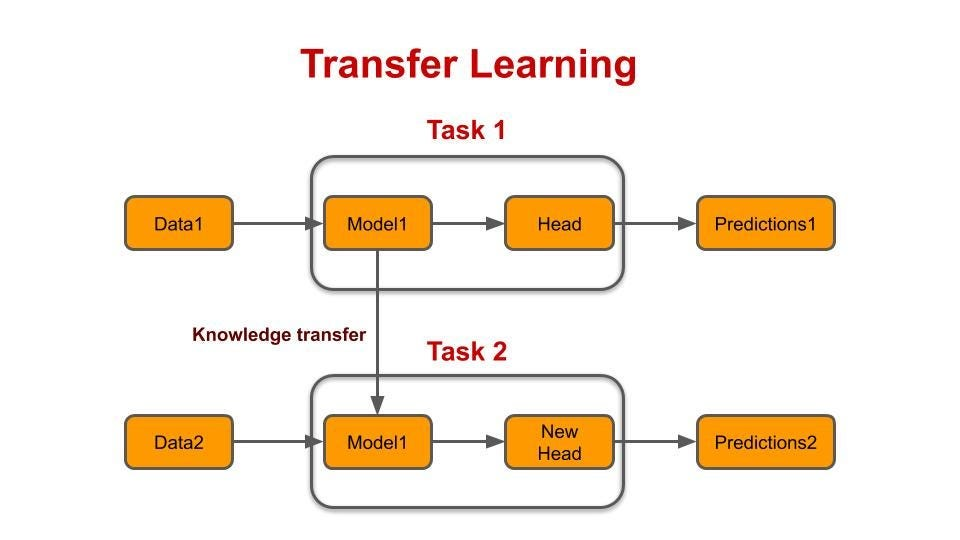 Transfer Learning
Task 1
Data1
Model1
Head
Predictions1
Knowledge transfer
Task 2
Data2
Model1
New
Head
Predictions2